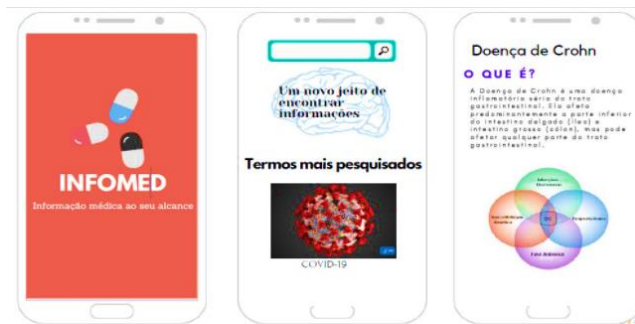 INFOMED
Informação médica ao seu alcance
Um novo jeito de
encontrar
informações
Termos mais pesquisados
COVID-19
Doença de Crohn
O QUE É?
A Doença de Crohn é uma doença
inflamatória séria do trato
gastrointestinal. Ela afeta
predominantemente a parte inferior
do intestino delgado (íleo) e
intestino grosso (cólon), mas pode
afetar qualquer parte do trato
gastrointestinal.